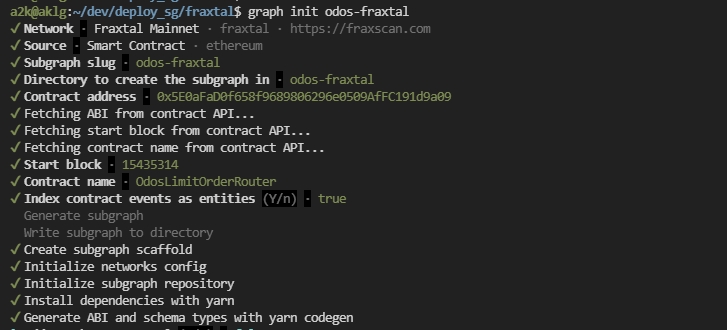 a2k@aklg:~/dev/deploy_sg/fraxtal$ graph init odos-fraxtal
✓ Network · Fraxtal Mainnet · fraxtal · https://fraxscan.com
✓ Source · Smart Contract · ethereum
✓ Subgraph slug · odos-fraxtal
✓ Directory to create the subgraph in · odos-fraxtal
✓ Contract address · 0x5E0aFaD0f658f9689806296e0509AfFC191d9a09
✓ Fetching ABI from contract API...
✓ Fetching start block from contract API...
✓ Fetching contract name from contract API...
✓ Start block · 15435314
✓ Contract name · OdosLimitOrderRouter
✓ Index contract events as entities (Y/n) · true
Generate subgraph
Write subgraph to directory
✓ Create subgraph scaffold
✓ Initialize networks config
✓ Initialize subgraph repository
✓ Install dependencies with yarn
✓ Generate ABI and schema types with yarn codegen